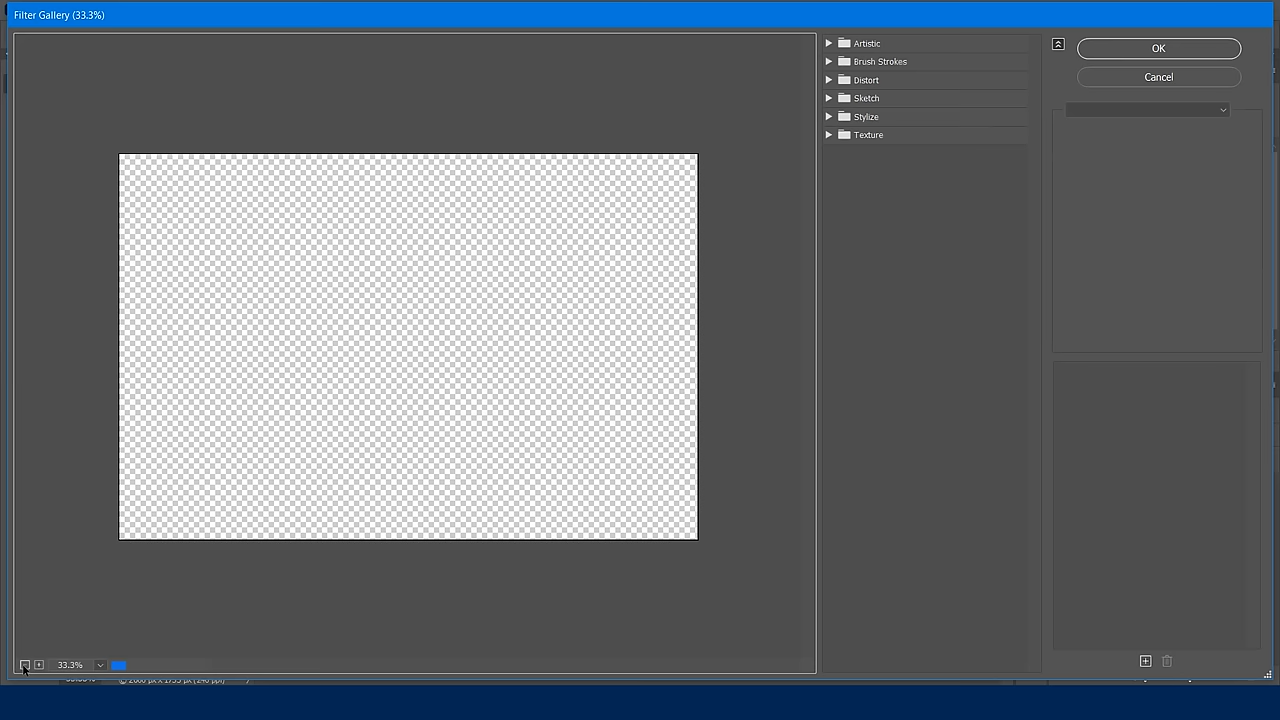 Filter Gallery (33.3%)
Artistic
Brush Strokes
Distort
Sketch
Stylize
Texture
OK
Cancel
33.3%